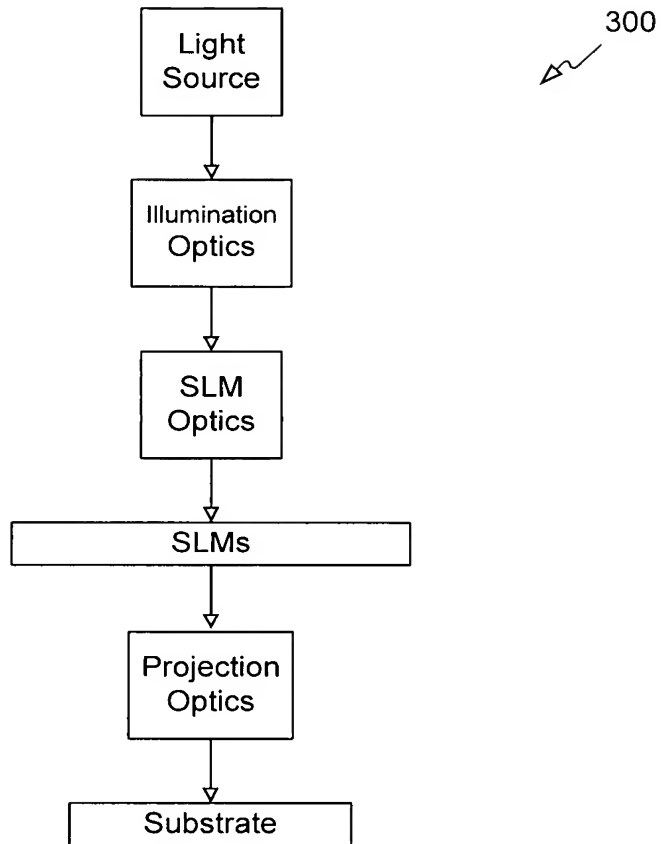 300
Light
Source
Illumination
Optics
SLM
Optics
SLMs
Projection
Optics
Substrate